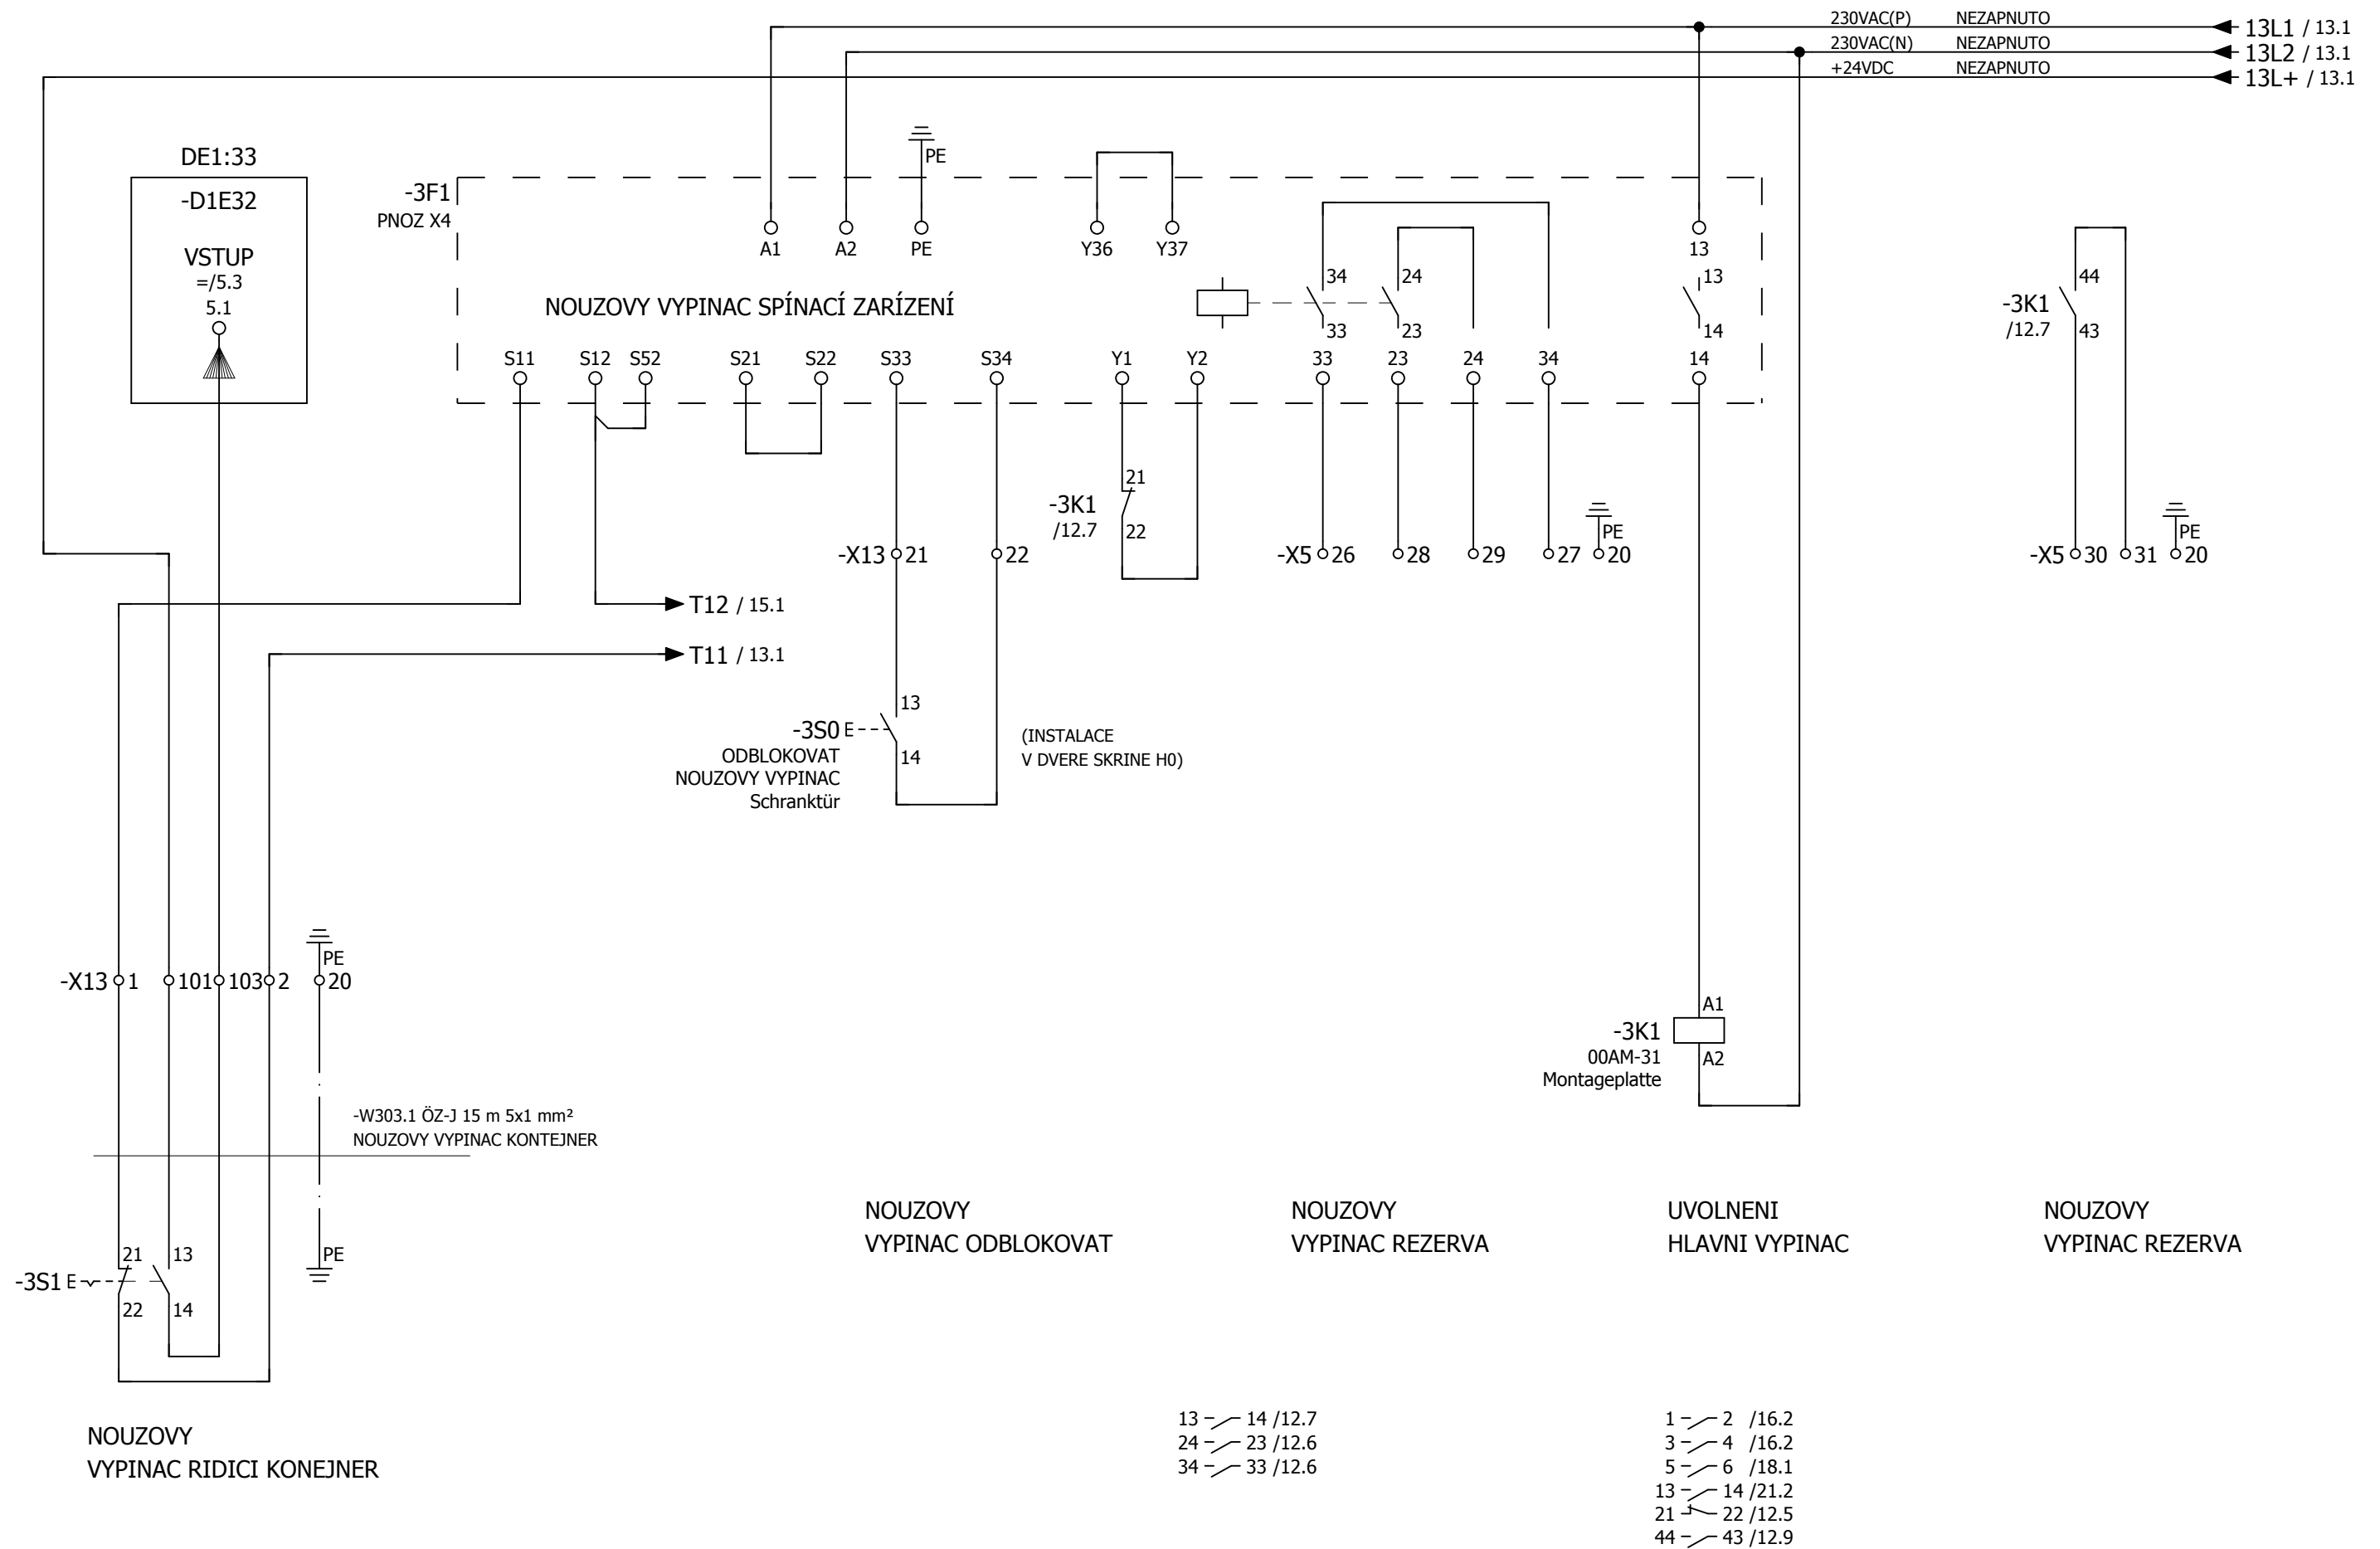 230VAC(P) NEZAPNUTO 13L1 / 13.1
230VAC(N) NEZAPNUTO 13L2 / 13.1
+24VDC NEZAPNUTO 13L+ / 13.1
DE1:33
-D1E32
VSTUP
=/5.3
5.1
-3F1
PNOZ X4
PE
A1 A2 PE Y36 Y37 13
NOUZOVY VYPINAC SPÍNACÍ ZARÍZENÍ
34 24 13
33 23 14
S11 S12 S52 S21 S22 S33 S34 Y1 Y2 33 23 24 34 14
-3K1
/12.7
44
43
-3K1
/12.7
21
22
-X13 21 22
-X5 26 28 29 27 20
PE
-X5 30 31 20
PE
T12 / 15.1
T11 / 13.1
-3S0 E
13
14
ODBLOKOVAT
NOUZOVY VYPINAC
Schranktür
(INSTALACE
V DVERE SKRINE H0)
-X13 1 101 103 2 20
PE
-3K1
00AM-31
Montageplatte
A1
A2
-W303.1 ÖZ-J 15 m 5x1 mm²
NOUZOVY VYPINAC KONTEJNER
-3S1 E
21 13
22 14
PE
NOUZOVY
VYPINAC ODBLOKOVAT
NOUZOVY
VYPINAC REZERVA
UVOLNENI
HLAVNI VYPINAC
NOUZOVY
VYPINAC REZERVA
NOUZOVY
VYPINAC RIDICI KONEJNER
13 14 /12.7
24 23 /12.6
34 33 /12.6
1 2 /16.2
3 4 /16.2
5 6 /18.1
13 14 /21.2
21 22 /12.5
44 43 /12.9